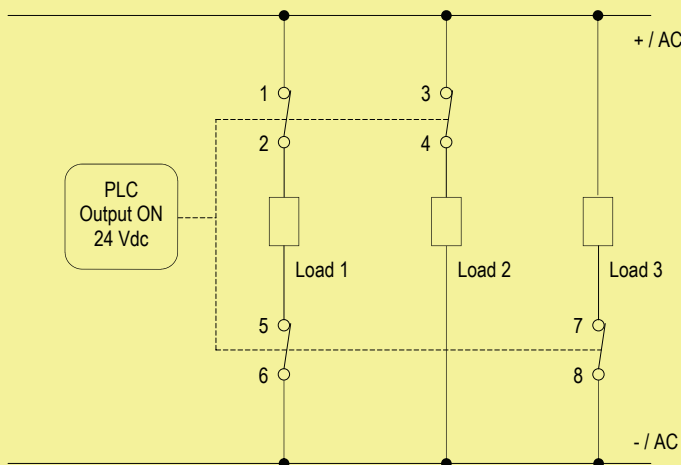 + / AC
1
3
2
4
PLC
Output ON
24 Vdc
Load 1
Load 2
Load 3
5
7
6
8
- / AC